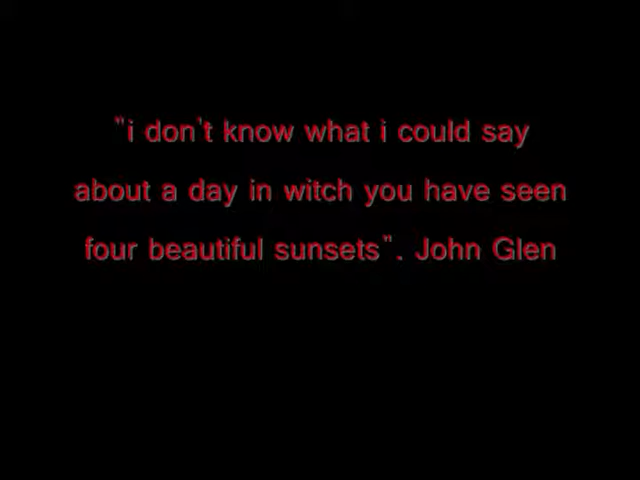 "i don't know what i could say
about a day in witch you have seen
four beautiful sunsets". John Glen